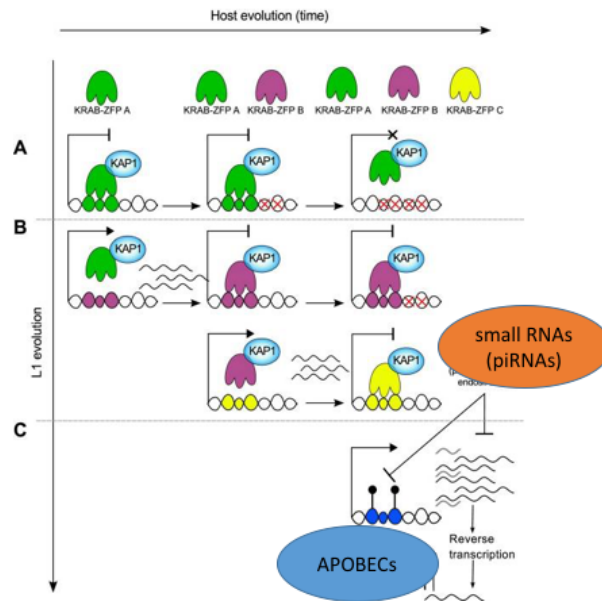 Host evolution (time)
KRAB-ZFP A
KRAB-ZFP A
KRAB-ZFP B
KRAB-ZFP A
KRAB-ZFP B
KRAB-ZFP C
A
KAP1
KAP1
KAP1
B
KAP1
KAP1
KAP1
KAP1
KAP1
small RNAs
(piRNAs)
L1 evolution
C
Reverse
transcription
APOBECs